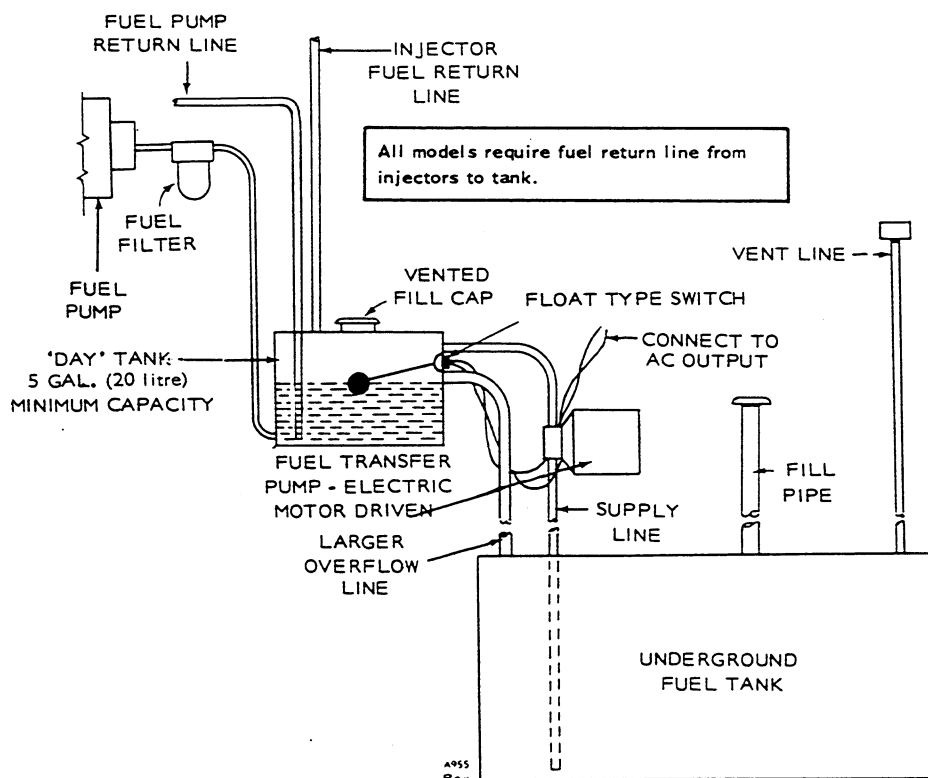 FUEL PUMP
RETURN LINE
INJECTOR
FUEL RETURN
LINE
All models require fuel return line from
injectors to tank.
FUEL
FILTER
FUEL
PUMP
VENT LINE
VENTED
FILL CAP
FLOAT TYPE SWITCH
CONNECT TO
AC OUTPUT
'DAY' TANK
5 GAL. (20 litre)
MINIMUM CAPACITY
FUEL TRANSFER
PUMP - ELECTRIC
MOTOR DRIVEN
FILL
PIPE
SUPPLY
LINE
LARGER
OVERFLOW
LINE
UNDERGROUND
FUEL TANK
A955